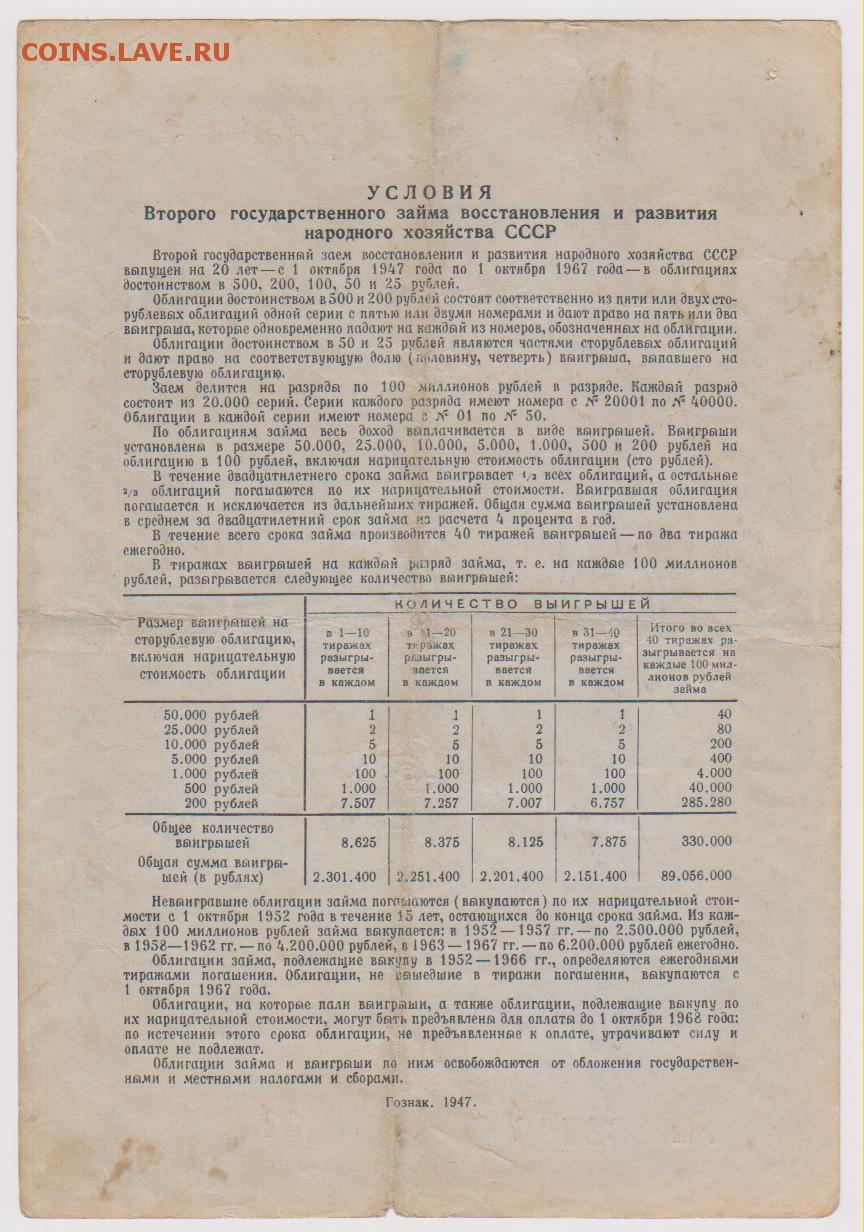 COINS.LAVE.RU
УСЛОВИЯ
Второго государственного займа восстановления и развития
народного хозяйства СССР
Второй государственный заем восстановления и развития народного хозяйства СССР
выпущен на 20 лет — с 1 октября 1947 года по 1 октября 1967 года — в облигациях
достоинством в 500, 200, 100, 50 и 25 рублей.
Облигации достоинством в 500 и 200 рублей состоят соответственно из пяти или двух сто-
рублевых облигаций одной серии с пятью или двумя номерами и дают право на пять или два
выигрыша, которые одновременно падают на каждый из номеров, обозначенных на облигации.
Облигации достоинством в 50 и 25 рублей являются частями сторублевых облигаций
и дают право на соответствующую долю (половину, четверть) выигрыша, выпавшего на
сторублевую облигацию.
Заем делится на разряды по 100 миллионов рублей в разряде. Каждый разряд
состоит из 20.000 серий. Серии каждого разряда имеют номера с № 20001 по № 40000.
Облигации в каждой серии имеют номера с № 01 по № 50.
По облигациям займа весь доход выплачивается в виде выигрышей. Выигрыши
установлены в размере 50.000, 25.000, 10.000, 5.000, 1.000, 500 и 200 рублей на
облигацию в 100 рублей, включая нарицательную стоимость облигации (сто рублей).
В течение двадцатилетнего срока займа выигрывает 1/3 всех облигаций, а остальные
2/3 облигаций погашаются по их нарицательной стоимости. Выигравшая облигация
погашается и исключается из дальнейших тиражей. Общая сумма выигрышей установлена
в среднем за двадцатилетний срок займа из расчета 4 процента в год.
В течение всего срока займа производится 40 тиражей выигрышей — по два тиража
ежегодно.
В тиражах выигрышей на каждый разряд займа, т. е. на каждые 100 миллионов
рублей, разыгрывается следующее количество выигрышей:
Размер выигрышей на
сторублевую облигацию,
включая нарицательную
стоимость облигации
КОЛИЧЕСТВО ВЫИГРЫШЕЙ
в 1—10
тиражах
разыгры-
вается
в каждом
в 11—20
тиражах
разыгры-
вается
в каждом
в 21—30
тиражах
разыгры-
вается
в каждом
в 31—40
тиражах
разыгры-
вается
в каждом
Итого во всех
40 тиражах ра-
зыгрывается на
каждые 100 мил-
лионов рублей
займа
50.000 рублей 1 1 1 1 40
25.000 рублей 2 2 2 2 80
10.000 рублей 5 5 5 5 200
5.000 рублей 10 10 10 10 400
1.000 рублей 100 100 100 100 4.000
500 рублей 1.000 1.000 1.000 1.000 40.000
200 рублей 7.507 7.257 7.007 6.757 285.280
Общее количество
выигрышей 8.625 8.375 8.125 7.875 330.000
Общая сумма выигры-
шей (в рублях) 2.301.400 2.251.400 2.201.400 2.151.400 89.056.000
Невыигравшие облигации займа погашаются (выкупаются) по их нарицательной стои-
мости с 1 октября 1952 года в течение 15 лет, остающихся до конца срока займа. Из каж-
дых 100 миллионов рублей займа выкупается: в 1952 — 1957 гг. — по 2.500.000 рублей,
в 1958—1962 гг. — по 4.200.000 рублей, в 1963 — 1967 гг. — по 6.200.000 рублей ежегодно.
Облигации займа, подлежащие выкупу в 1952 — 1966 гг., определяются ежегодными
тиражами погашения. Облигации, не вышедшие в тиражи погашения, выкупаются с
1 октября 1967 года.
Облигации, на которые пали выигрыши, а также облигации, подлежащие выкупу по
их нарицательной стоимости, могут быть предъявлены для оплаты до 1 октября 1968 года:
по истечении этого срока облигации, не предъявленные к оплате, утрачивают силу и
оплате не подлежат.
Облигации займа и выигрыши по ним освобождаются от обложения государствен-
ными и местными налогами и сборами.
Гознак. 1947.